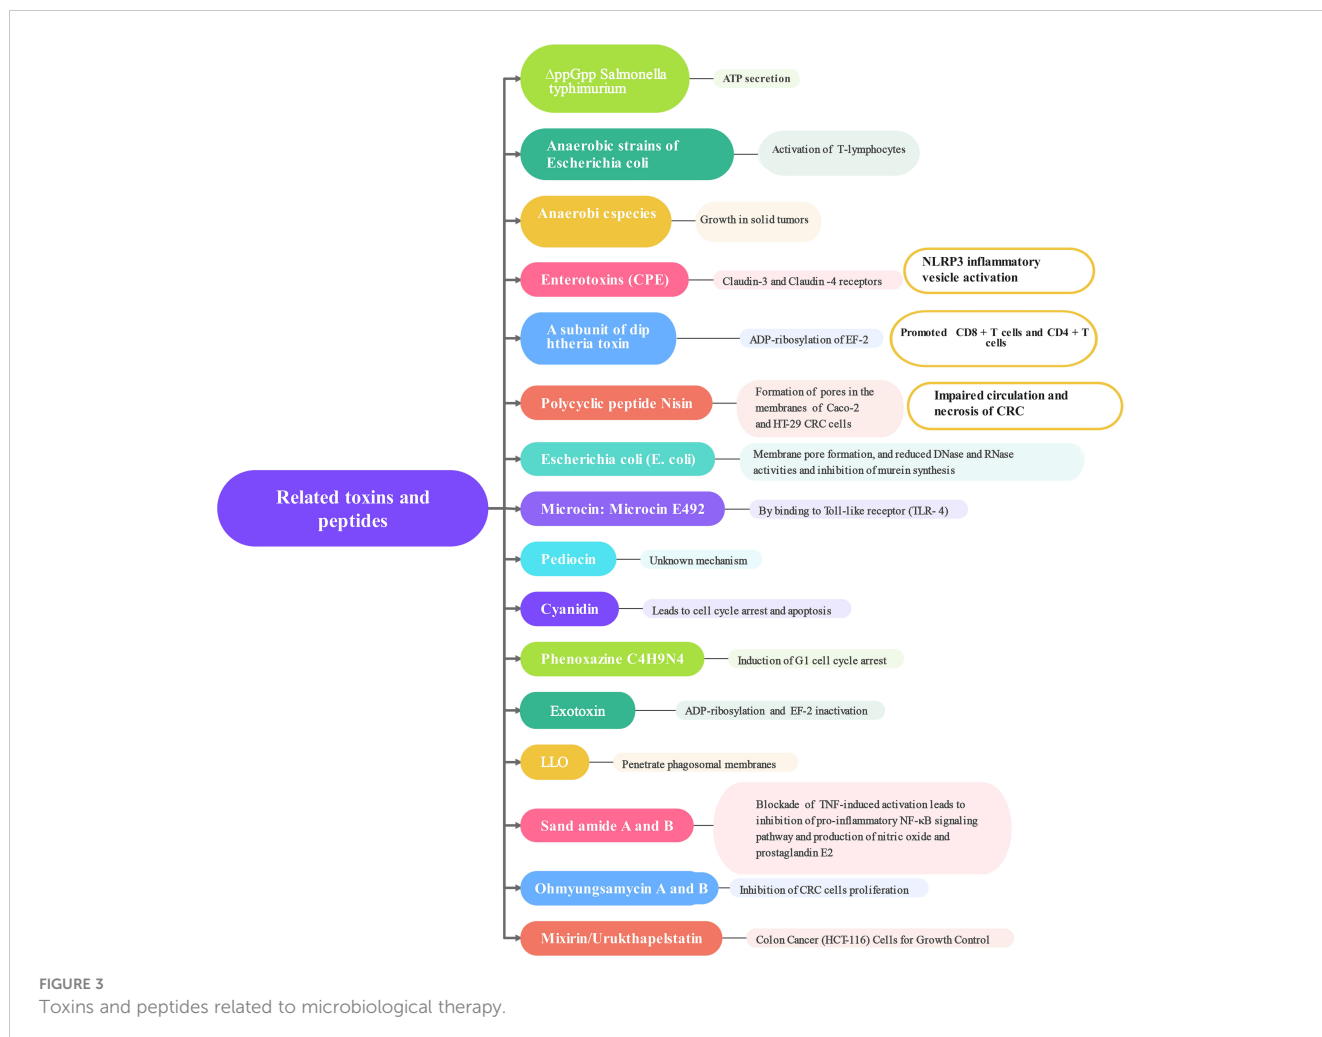 ΔppGpp Salmonella
typhimurium
ATP secretion
Anaerobic strains of
Escherichia coli
Activation of T-lymphocytes
Anaerobi cspecies
Growth in solid tumors
Enterotoxins (CPE)
Claudin-3 and Claudin -4 receptors
NLRP3 inflammatory
vesicle activation
A subunit of dip
htheria toxin
ADP-ribosylation of EF-2
Promoted CD8 + T cells and CD4 + T
cells
Polycyclic peptide Nisin
Formation of pores in the
membranes of Caco-2
and HT-29 CRC cells
Impaired circulation and
necrosis of CRC
Escherichia coli (E. coli)
Membrane pore formation, and reduced DNase and RNase
activities and inhibition of murein synthesis
Related toxins and
peptides
Microcin: Microcin E492
By binding to Toll-like receptor (TLR- 4)
Pediocin
Unknown mechanism
Cyanidin
Leads to cell cycle arrest and apoptosis
Phenoxazine C4H9N4
Induction of G1 cell cycle arrest
Exotoxin
ADP-ribosylation and EF-2 inactivation
LLO
Penetrate phagosomal membranes
Sand amide A and B
Blockade of TNF-induced activation leads to
inhibition of pro-inflammatory NF-κB signaling
pathway and production of nitric oxide and
prostaglandin E2
Ohmyungsamycin A and B
Inhibition of CRC cells proliferation
Mixirin/Urukthapelstatin
Colon Cancer (HCT-116) Cells for Growth Control
FIGURE 3
Toxins and peptides related to microbiological therapy.